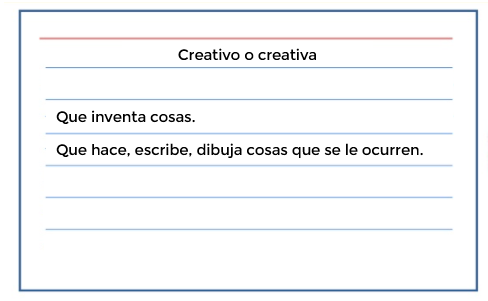 Creativo o creativa
Que inventa cosas.
Que hace, escribe, dibuja cosas que se le ocurren.